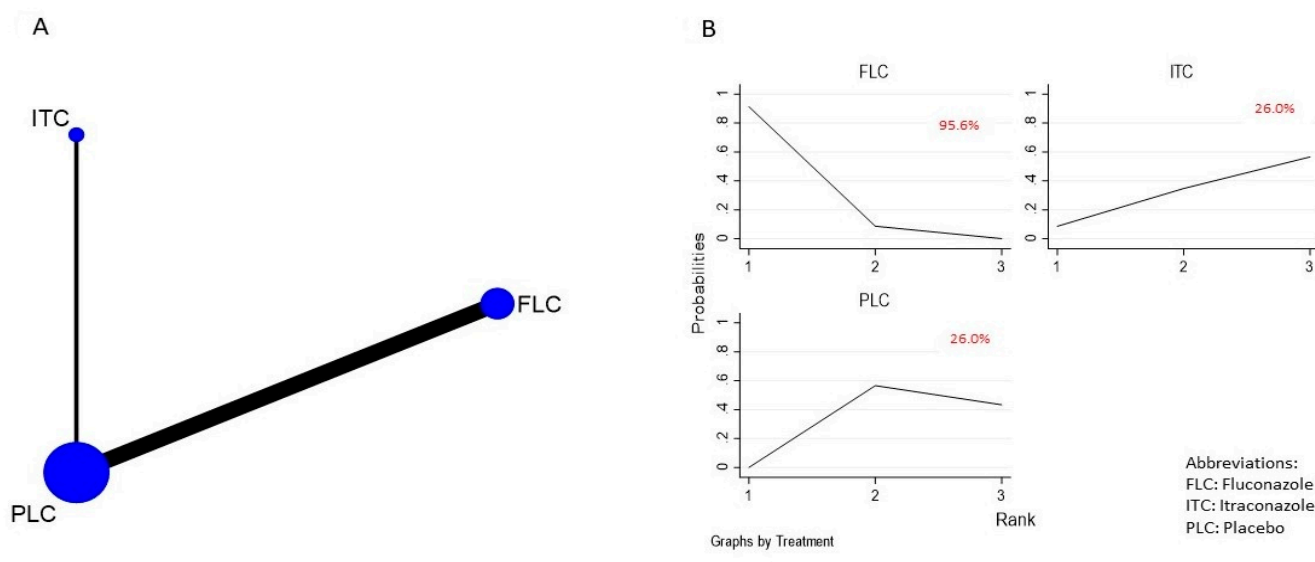 A
ITC
FLC
PLC
B
FLC
1
.8
.6
.4
.2
0
95.6%
1 2 3
ITC
1
.8
.6
.4
.2
0
26.0%
1 2 3
PLC
1
.8
.6
.4
.2
0
26.0%
1 2 3
Probabilities
Rank
Graphs by Treatment
Abbreviations:
FLC: Fluconazole
ITC: Itraconazole
PLC: Placebo